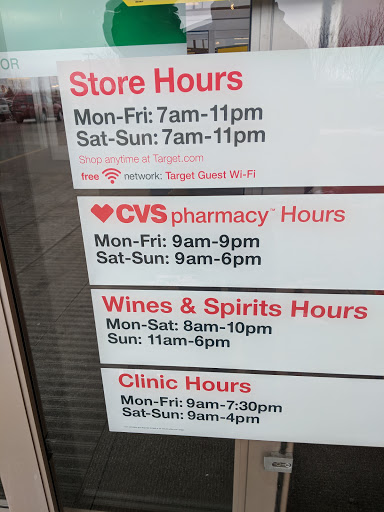 OR
Store Hours
Mon-Fri: 7am-11pm
Sat-Sun: 7am-11pm
Shop anytime at Target.com
free network: Target Guest Wi-Fi
CVS pharmacy™ Hours
Mon-Fri: 9am-9pm
Sat-Sun: 9am-6pm
Wines & Spirits Hours
Mon-Sat: 8am-10pm
Sun: 11am-6pm
Clinic Hours
Mon-Fri: 9am-7:30pm
Sat-Sun: 9am-4pm